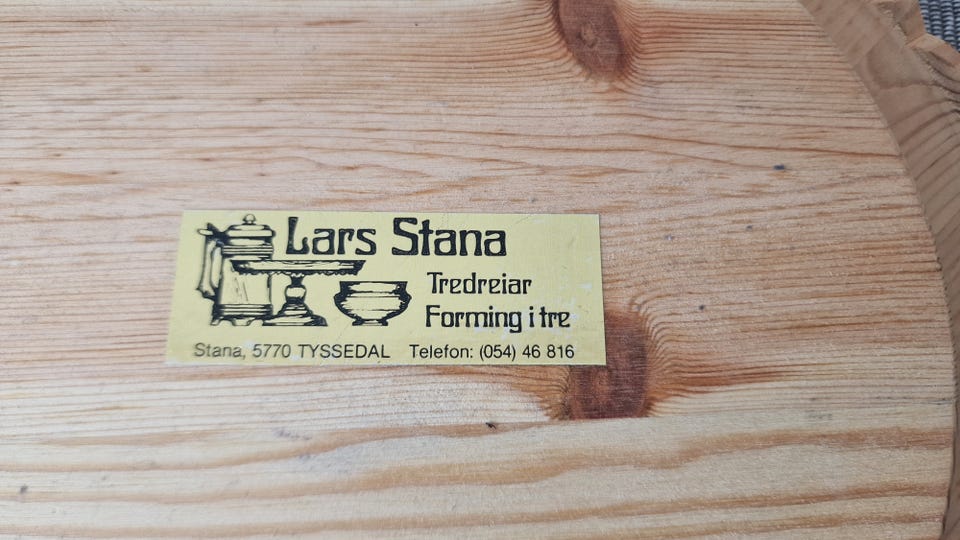 Lars Stana
Tredreiar
Forming i tre
Stana, 5770 TYSSEDAL Telefon: (054) 46 816